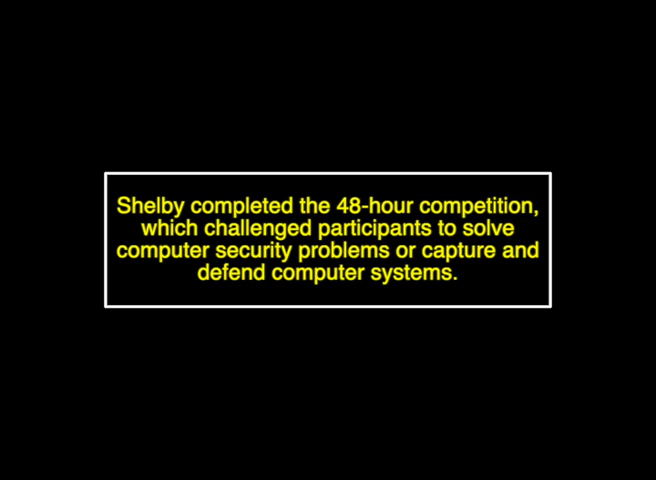 Shelby completed the 48-hour competition,
which challenged participants to solve
computer security problems or capture and
defend computer systems.